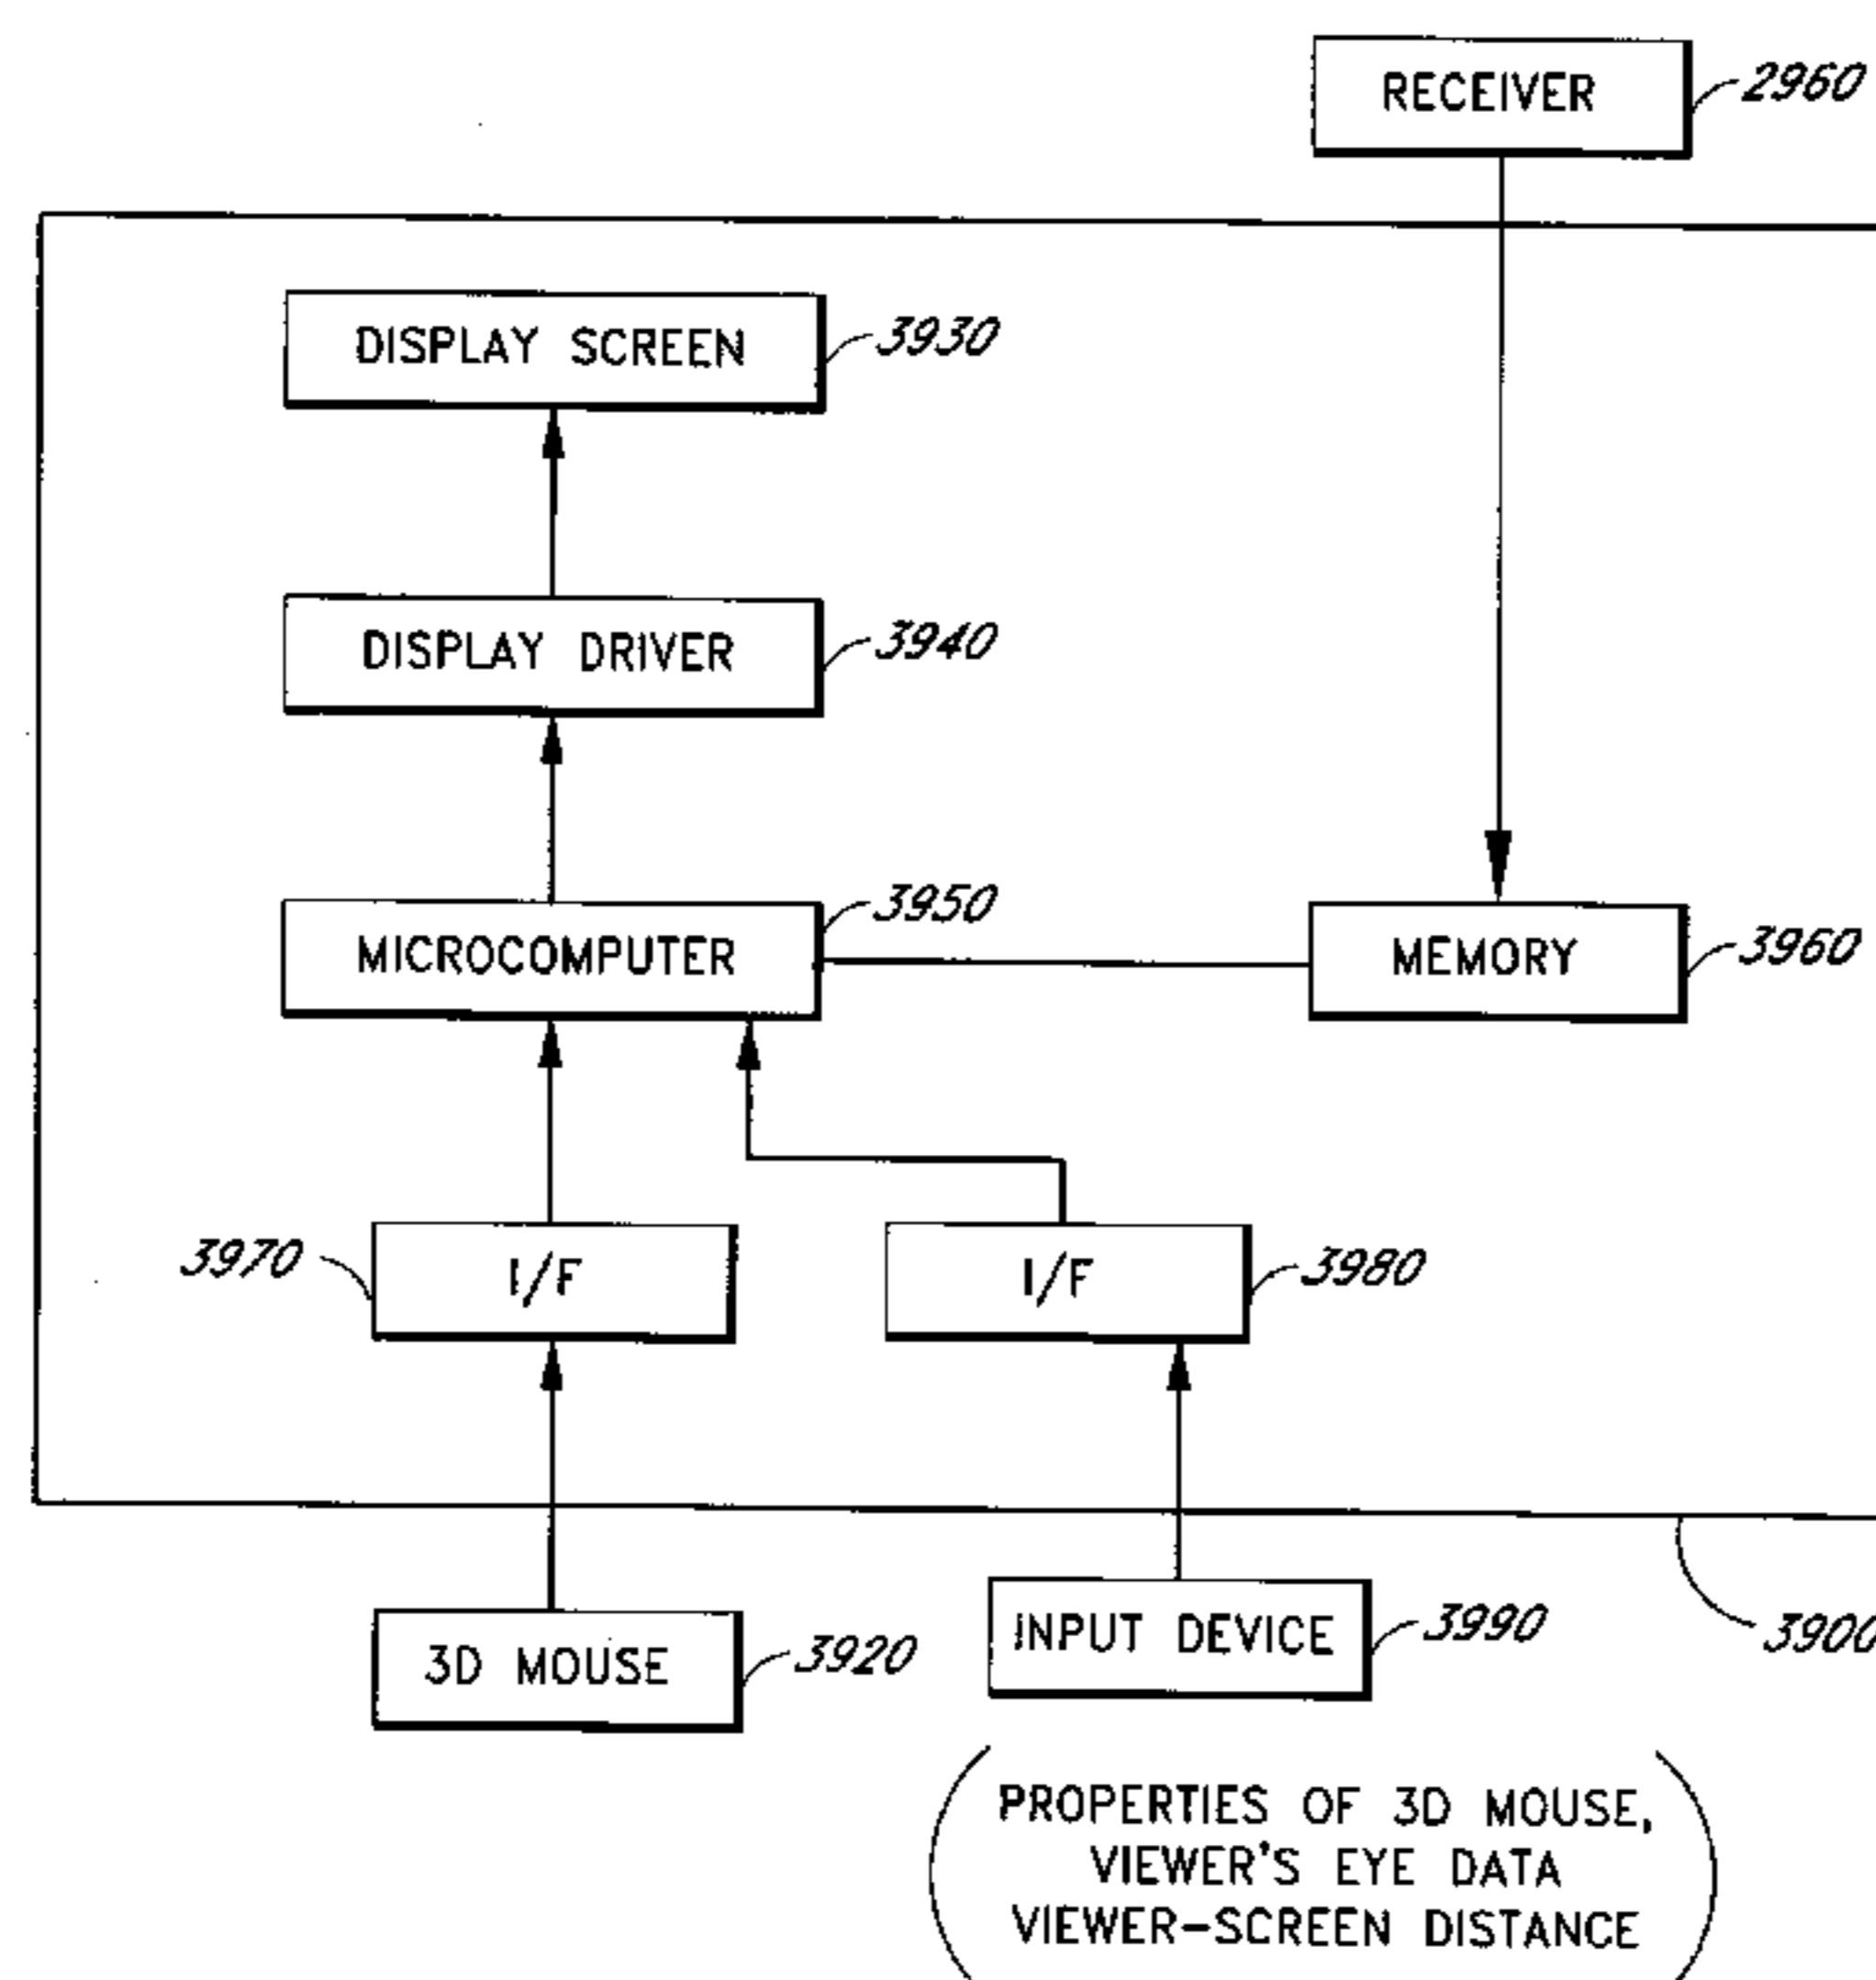 RECEIVER
2960
DISPLAY SCREEN
3930
DISPLAY DRIVER
3940
MICROCOMPUTER
3950
MEMORY
3960
3970
I/F
I/F
3980
3D MOUSE
3920
INPUT DEVICE
3990
3900
PROPERTIES OF 3D MOUSE,
VIEWER'S EYE DATA
VIEWER-SCREEN DISTANCE